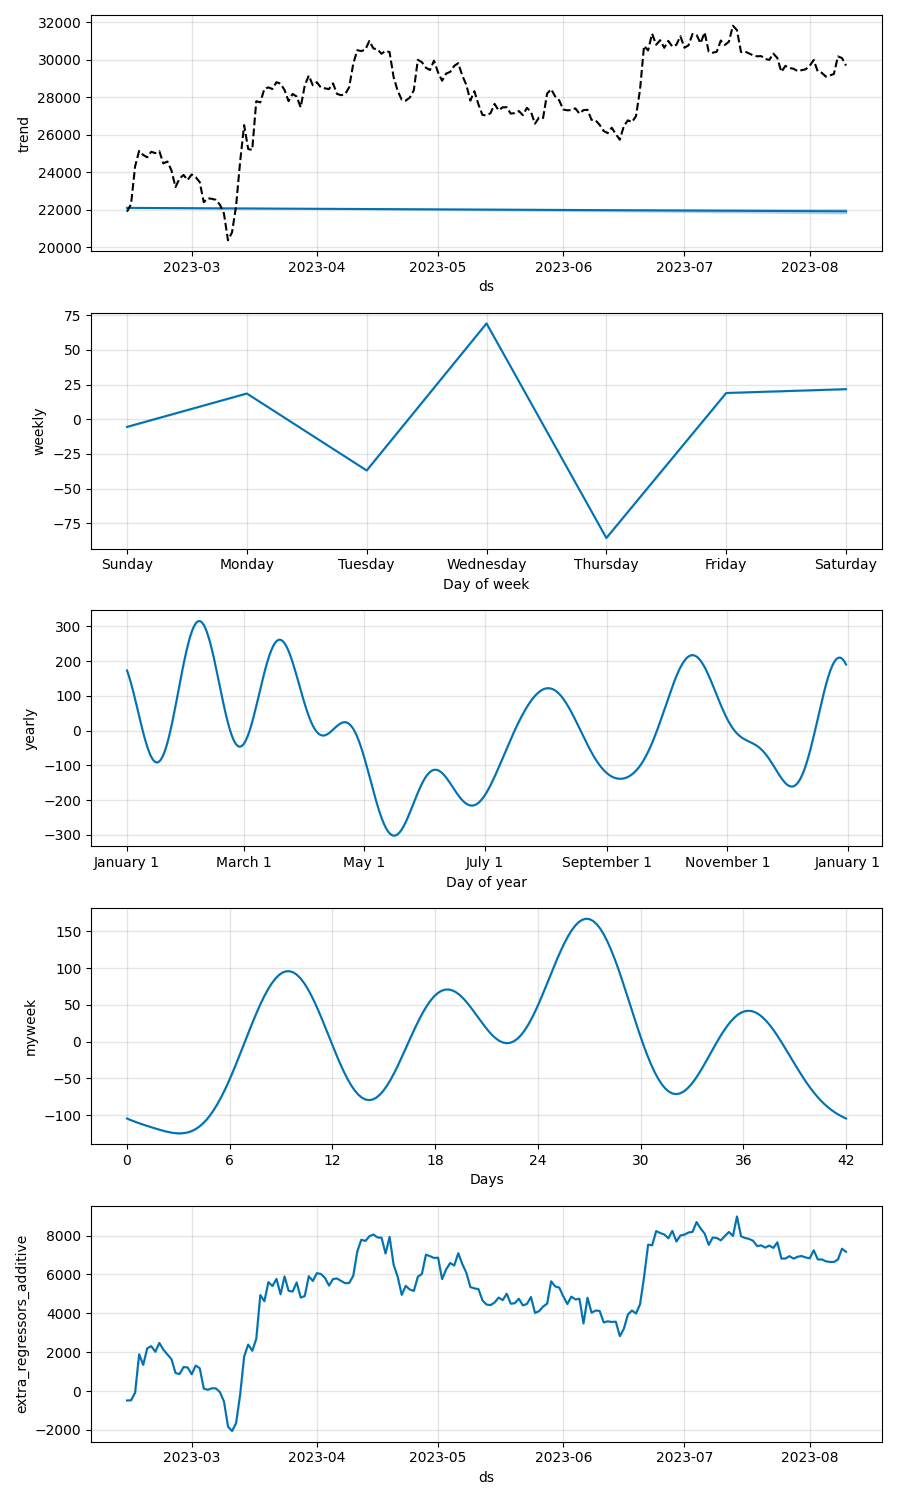 32000
30000
28000
26000
24000
22000
20000
trend
2023-03 2023-04 2023-05 2023-06 2023-07 2023-08
ds
75
50
25
0
−25
−50
−75
weekly
Sunday Monday Tuesday Wednesday Thursday Friday Saturday
Day of week
300
200
100
0
−100
−200
−300
yearly
January 1 March 1 May 1 July 1 September 1 November 1 January 1
Day of year
150
100
50
0
−50
−100
myweek
0 6 12 18 24 30 36 42
Days
8000
6000
4000
2000
0
−2000
extra_regressors_additive
2023-03 2023-04 2023-05 2023-06 2023-07 2023-08
ds